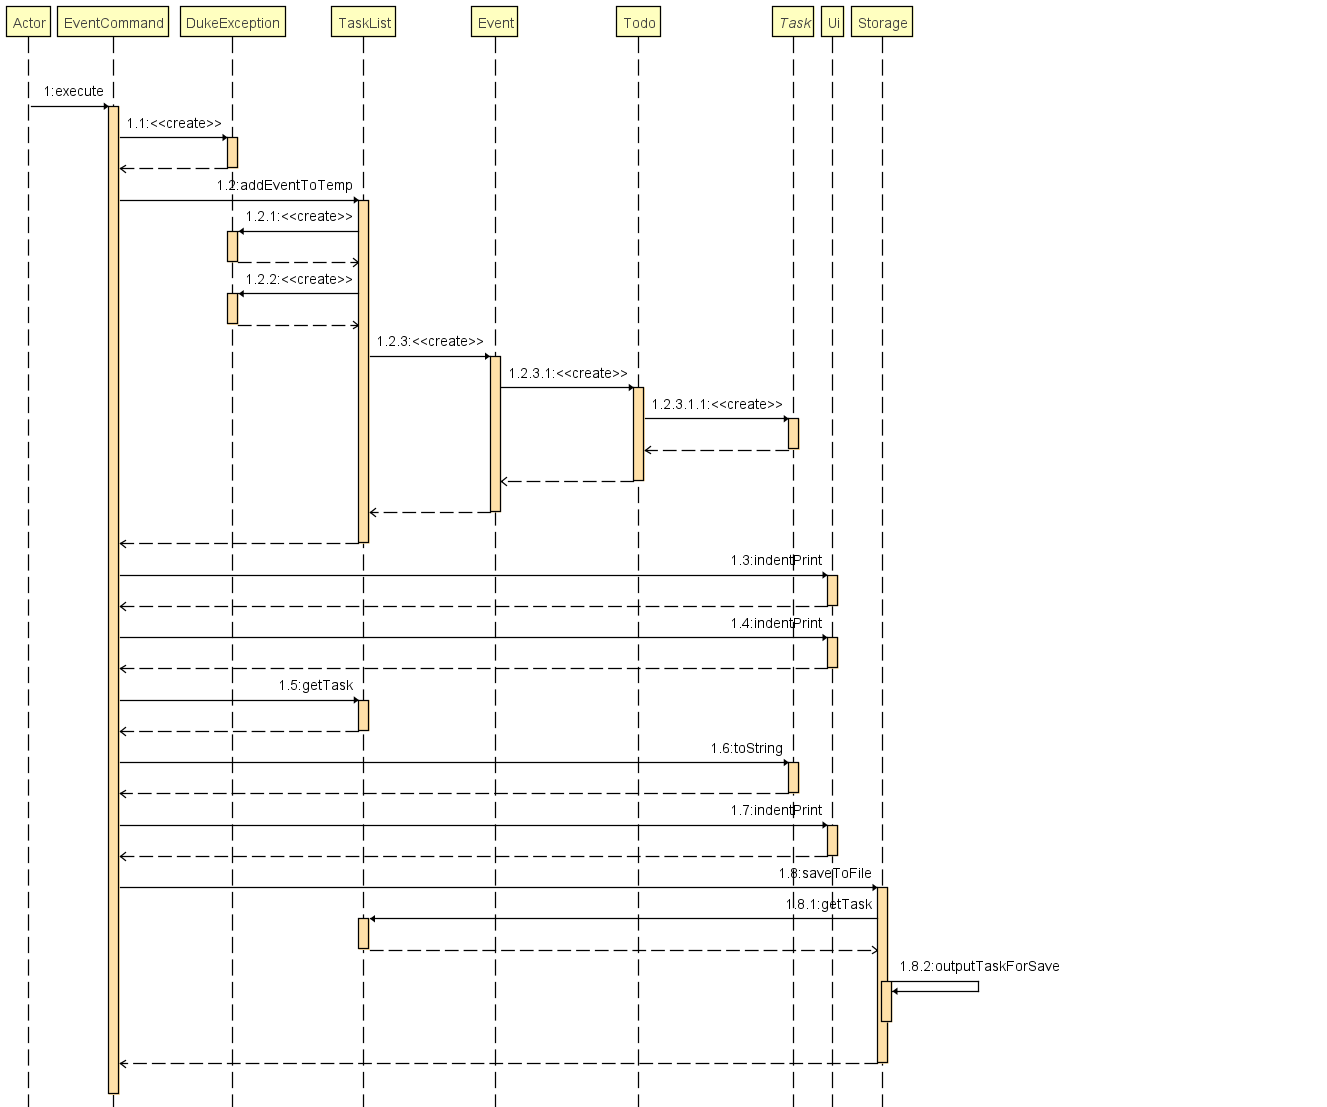 Actor EventCommand DukeException TaskList Event Todo Task Ui Storage
1:execute
1.1:<<create>>
1.2:addEventToTemp
1.2.1:<<create>>
1.2.2:<<create>>
1.2.3:<<create>>
1.2.3.1:<<create>>
1.2.3.1.1:<<create>>
1.3:indentPrint
1.4:indentPrint
1.5:getTask
1.6:toString
1.7:indentPrint
1.8:saveToFile
1.8.1:getTask
1.8.2:outputTaskForSave